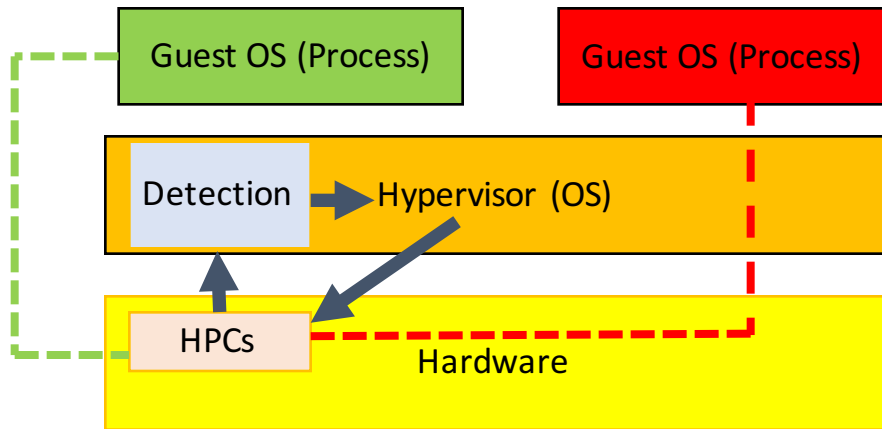 Guest OS (Process)
Guest OS (Process)
Detection
Hypervisor (OS)
HPCs
Hardware